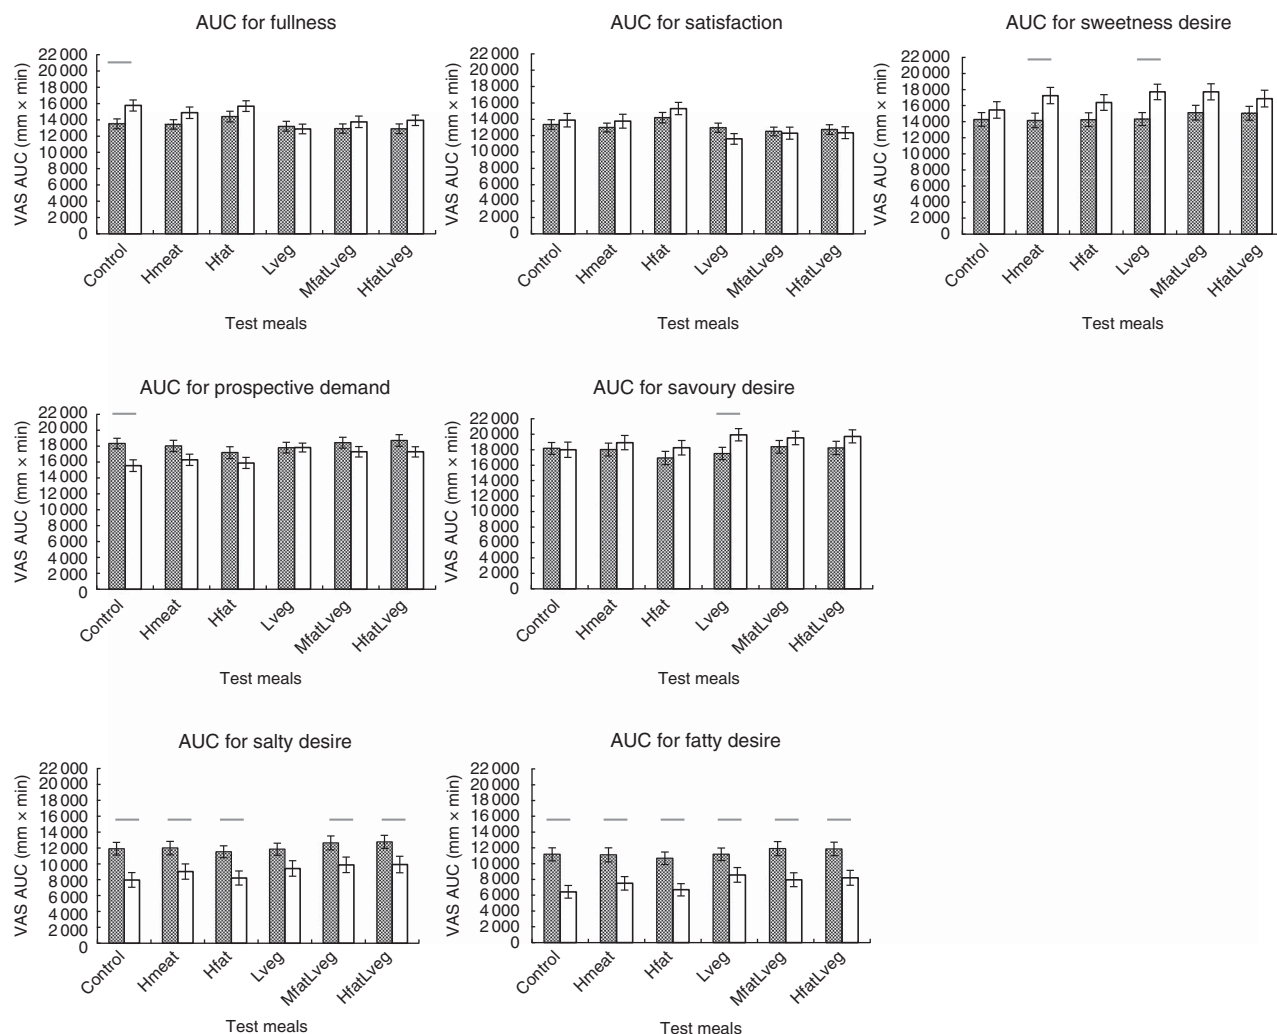 AUC for fullness
VAS AUC (mm × min)
22 000
20 000
18 000
16 000
14 000
12 000
10 000
8 000
6 000
4 000
2 000
0
Control
Hmeat
Hfat
Lveg
MfatLveg
HfatLveg
Test meals
AUC for satisfaction
VAS AUC (mm × min)
22 000
20 000
18 000
16 000
14 000
12 000
10 000
8 000
6 000
4 000
2 000
0
Control
Hmeat
Hfat
Lveg
MfatLveg
HfatLveg
Test meals
AUC for sweetness desire
VAS AUC (mm × min)
22 000
20 000
18 000
16 000
14 000
12 000
10 000
8 000
6 000
4 000
2 000
0
Control
Hmeat
Hfat
Lveg
MfatLveg
HfatLveg
Test meals
AUC for prospective demand
VAS AUC (mm × min)
22 000
20 000
18 000
16 000
14 000
12 000
10 000
8 000
6 000
4 000
2 000
0
Control
Hmeat
Hfat
Lveg
MfatLveg
HfatLveg
Test meals
AUC for savoury desire
VAS AUC (mm × min)
22 000
20 000
18 000
16 000
14 000
12 000
10 000
8 000
6 000
4 000
2 000
0
Control
Hmeat
Hfat
Lveg
MfatLveg
HfatLveg
Test meals
AUC for salty desire
VAS AUC (mm × min)
22 000
20 000
18 000
16 000
14 000
12 000
10 000
8 000
6 000
4 000
2 000
0
Control
Hmeat
Hfat
Lveg
MfatLveg
HfatLveg
Test meals
AUC for fatty desire
VAS AUC (mm × min)
22 000
20 000
18 000
16 000
14 000
12 000
10 000
8 000
6 000
4 000
2 000
0
Control
Hmeat
Hfat
Lveg
MfatLveg
HfatLveg
Test meals